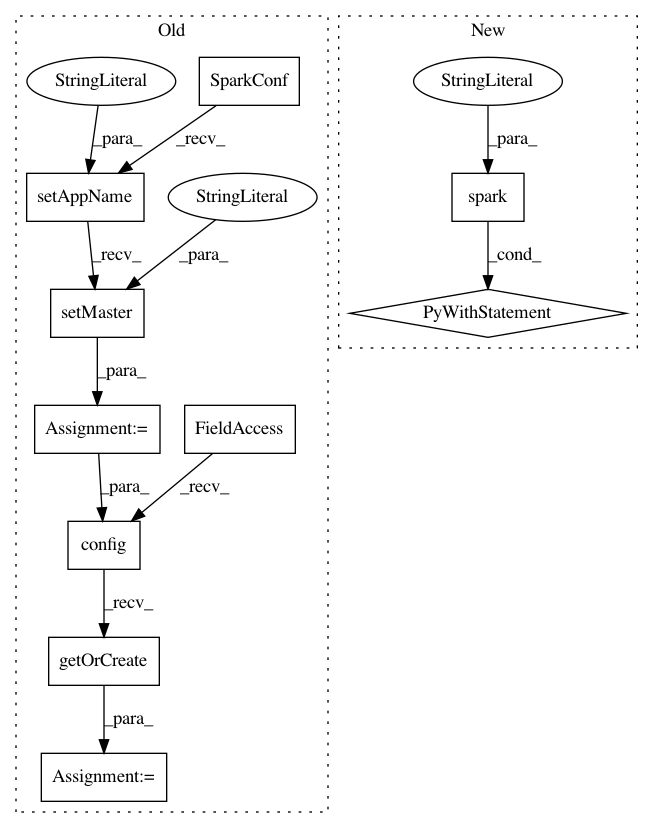 Old
New
StringLiteral
SparkConf
StringLiteral
_para_
_recv_
_para_
setAppName
StringLiteral
spark
_recv_
_para_
_cond_
setMaster
PyWithStatement
_para_
Assignment:=
FieldAccess
_para_
_recv_
config
_recv_
getOrCreate
_para_
Assignment:=